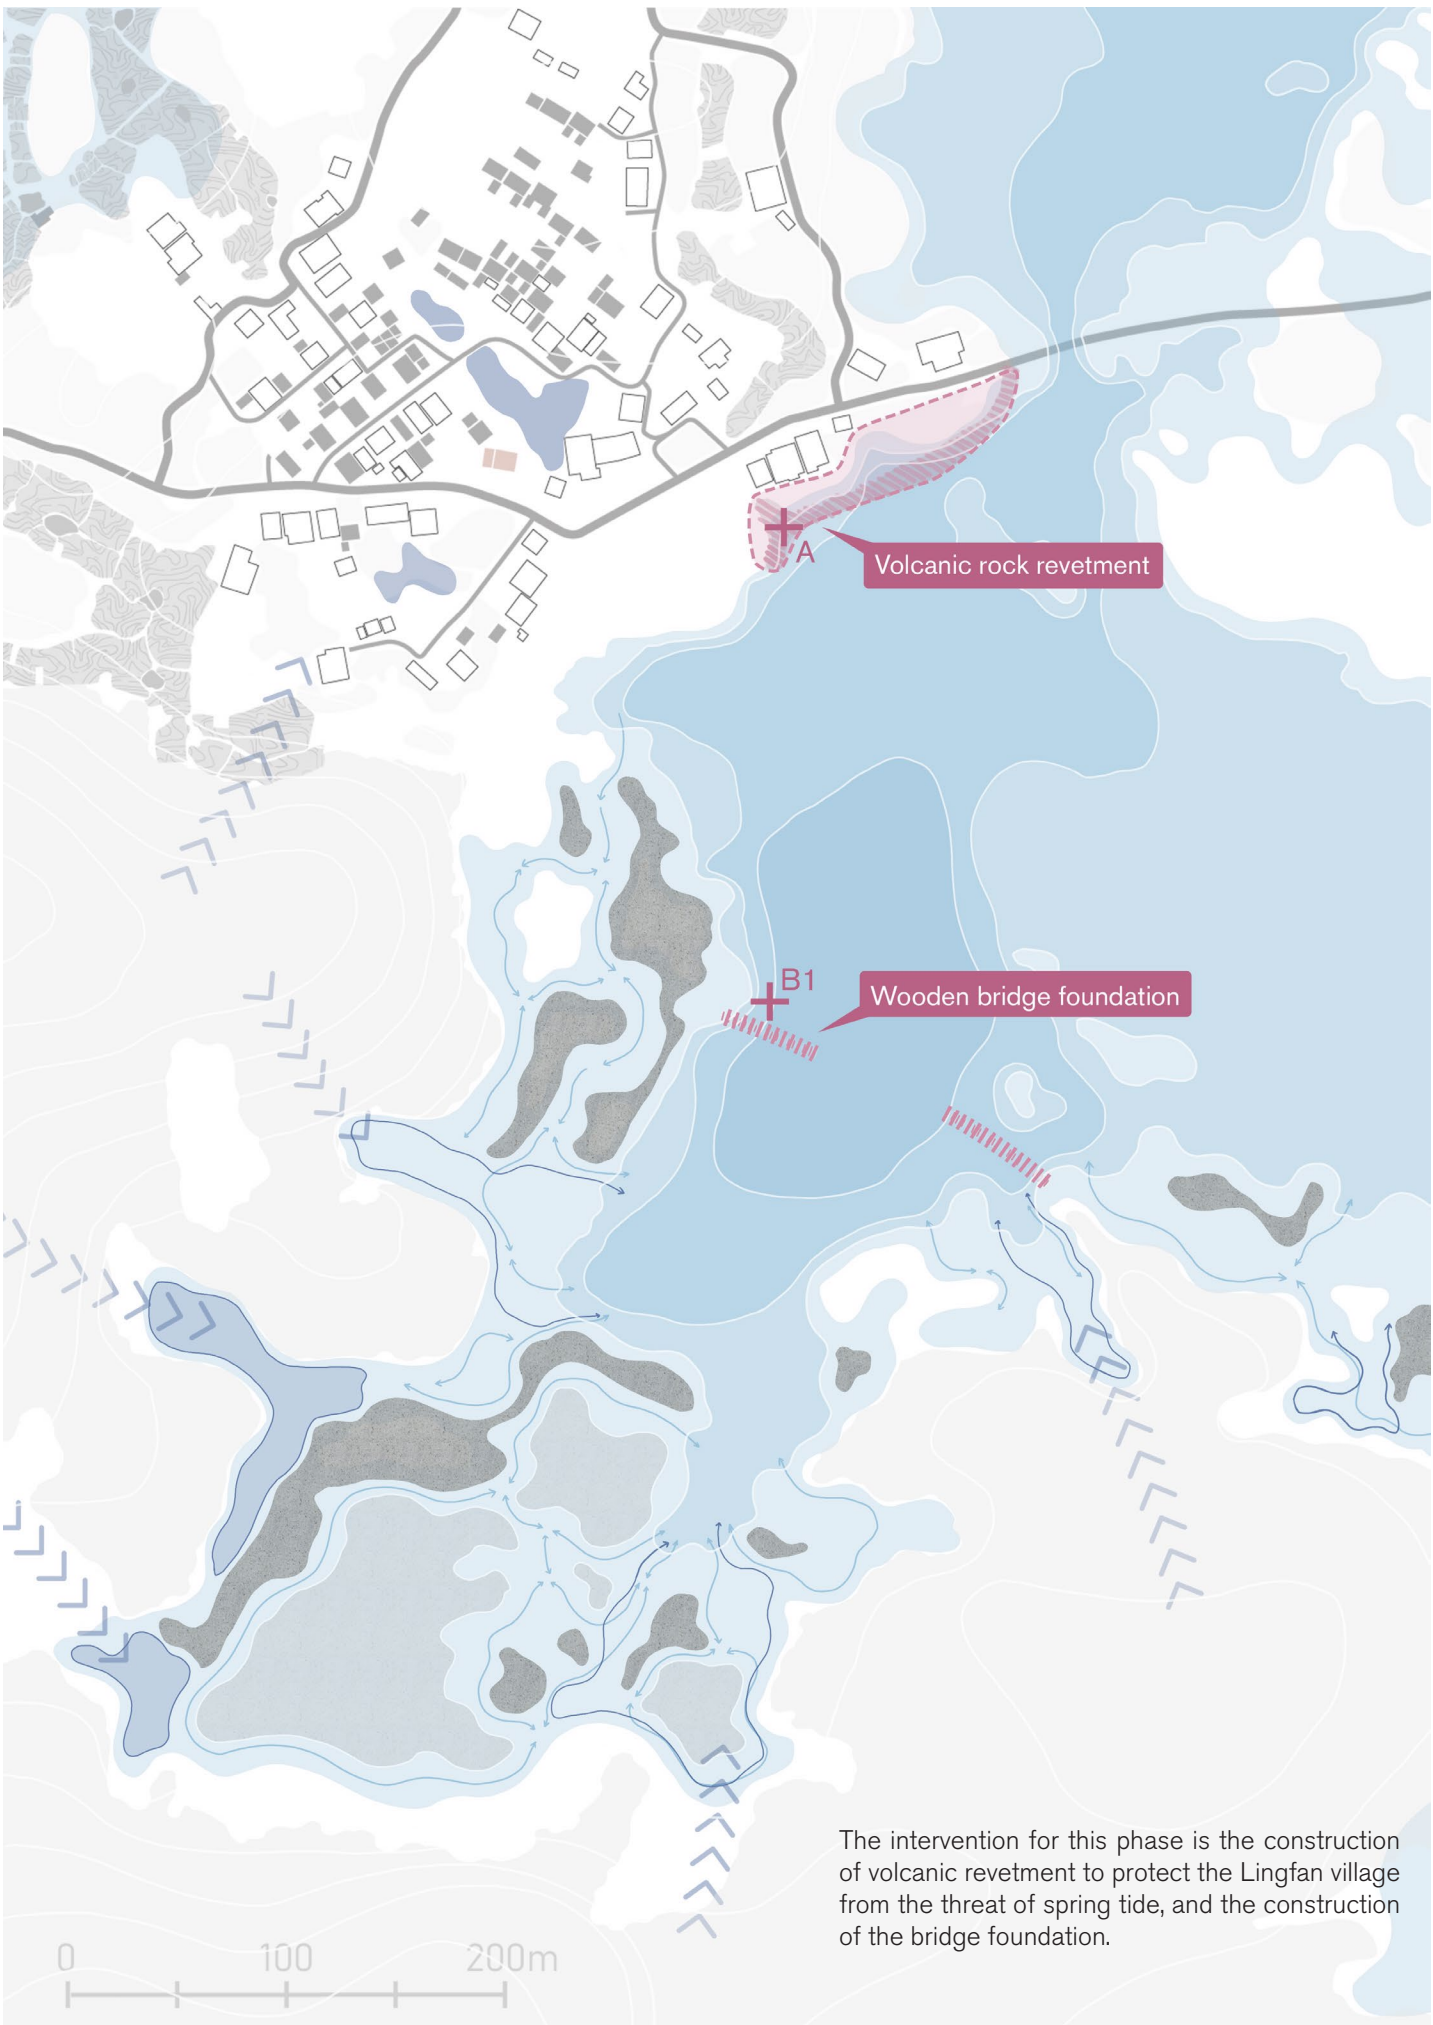 A
Volcanic rock revetment
B1
Wooden bridge foundation
The intervention for this phase is the construction
of volcanic revetment to protect the Lingfan village
from the threat of spring tide, and the construction
of the bridge foundation.
0 100 200m